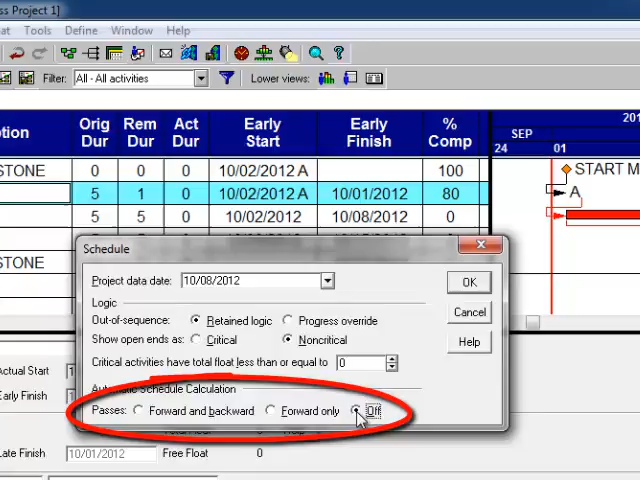 ss Project 1]
at Tools Define Window Help
Filter: All - All activities Lower views:
201
ption Orig Dur Rem Dur Act Dur Early Start Early Finish % Comp SEP
24 01
STONE 0 0 0 10/02/2012 A 100 START M
5 1 0 10/02/2012 A 10/01/2012 80 A
5 5 0 10/02/2012 10/08/2012 0
STONE
Schedule
Project data date: 10/08/2012 OK
Logic
Out-of-sequence: Retained logic Progress override Cancel
Show open ends as: Critical Noncritical Help
Critical activities have total float less than or equal to 0
Actual Start 1
Automatic Schedule Calculation
Early Finish 1
Passes: Forward and backward Forward only Off
Late Finish 10/01/2012 Free Float 0